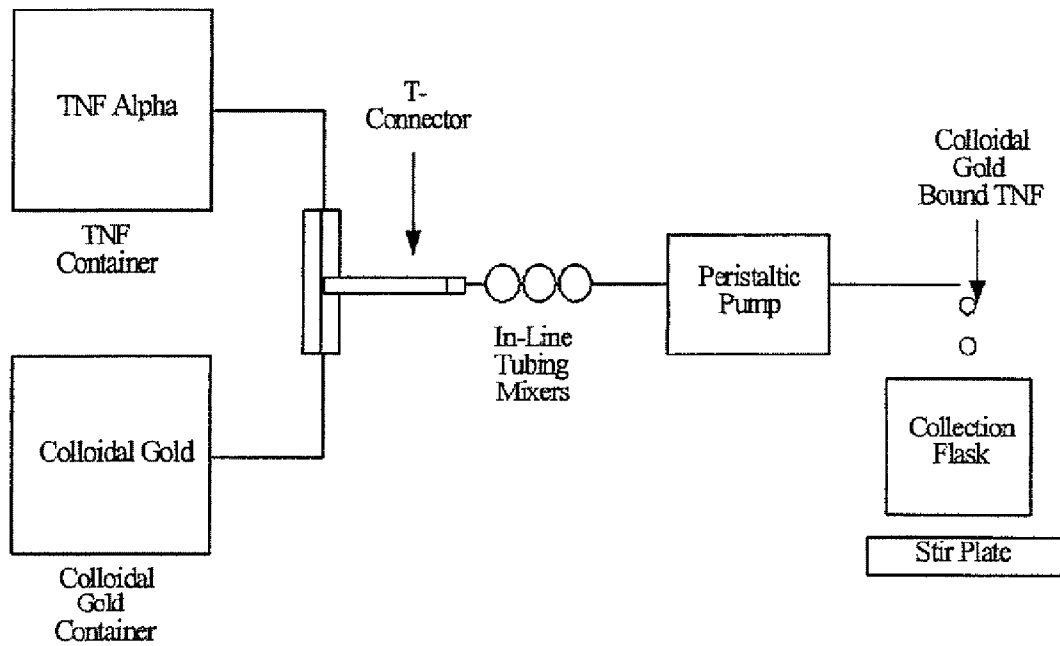 TNF Alpha
TNF
Container
T-
Connector
Colloidal
Gold
Bound TNF
Peristaltic
Pump
In-Line
Tubing
Mixers
Colloidal Gold
Colloidal
Gold
Container
Collection
Flask
Stir Plate